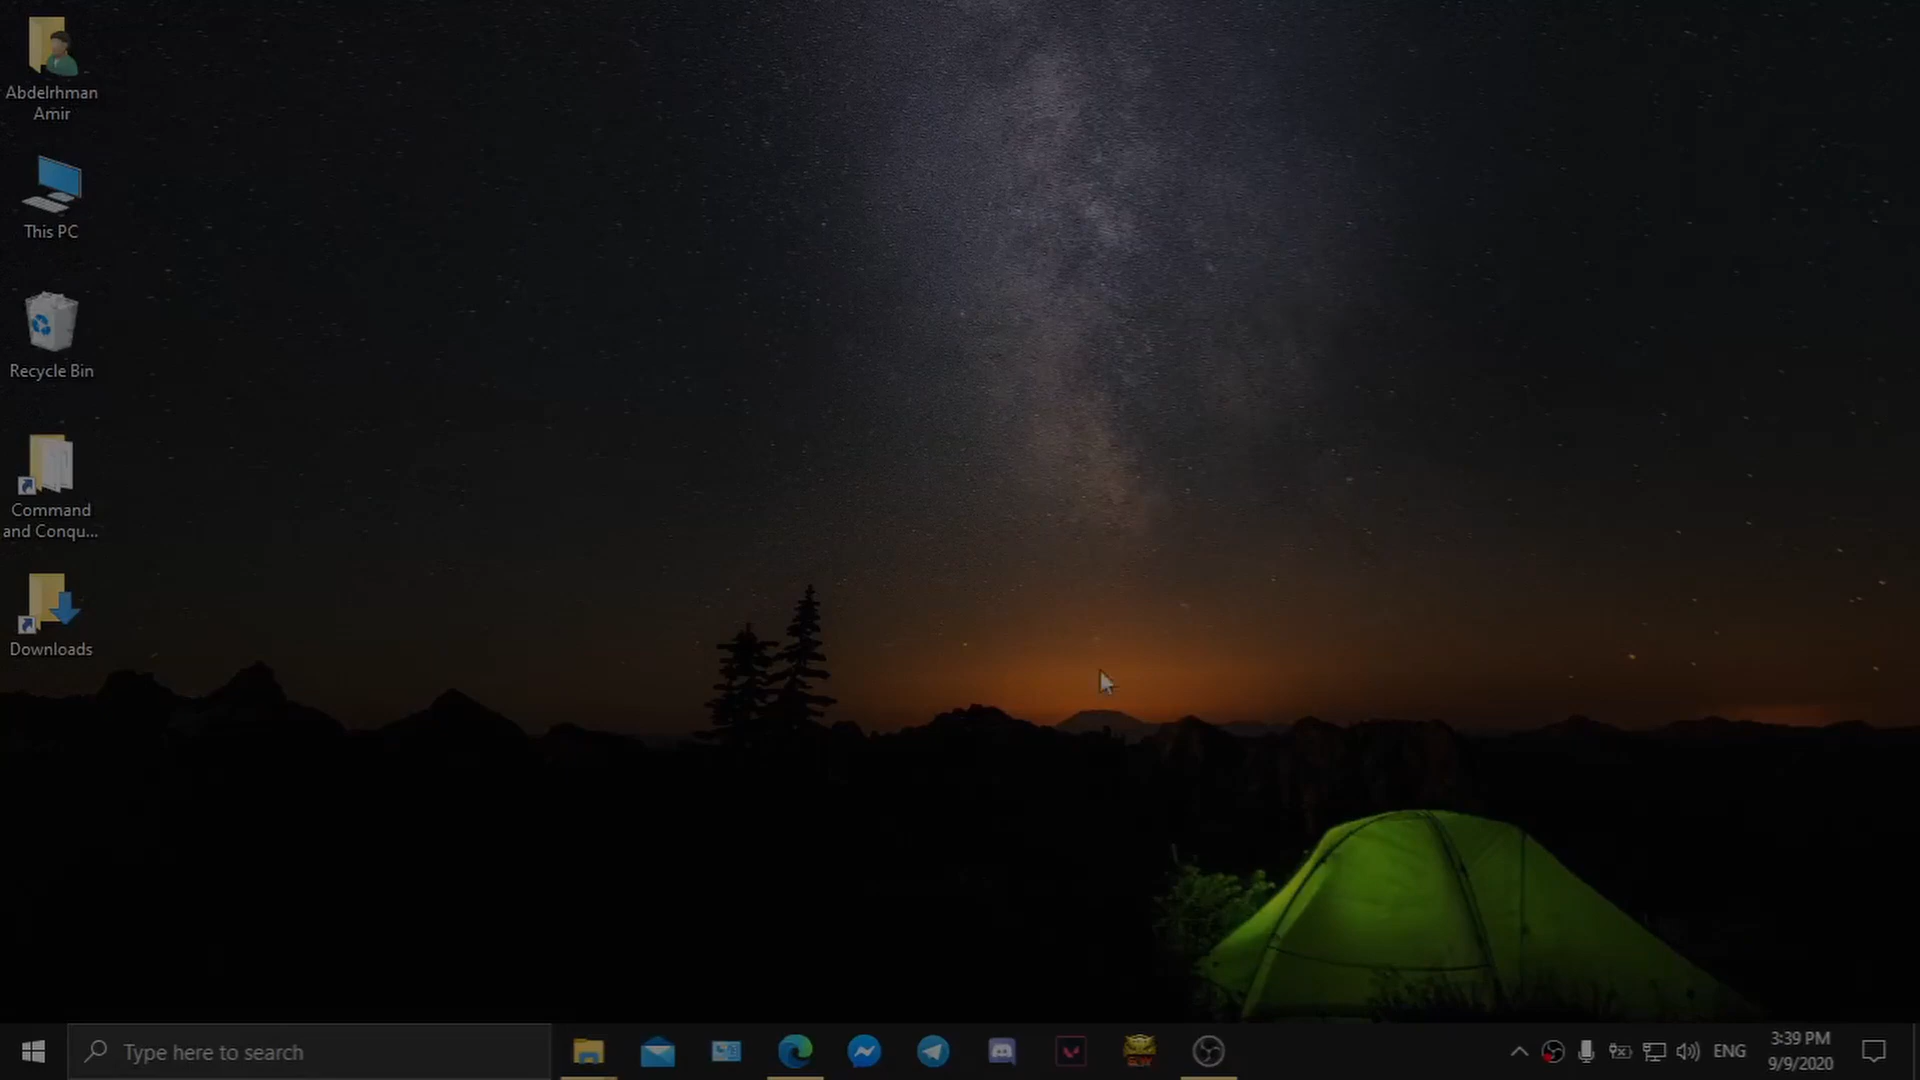 Abdelrhman
Amir
This PC
Recycle Bin
Command
and Conqu...
Downloads
Type here to search
ENG
3:39 PM
9/9/2020